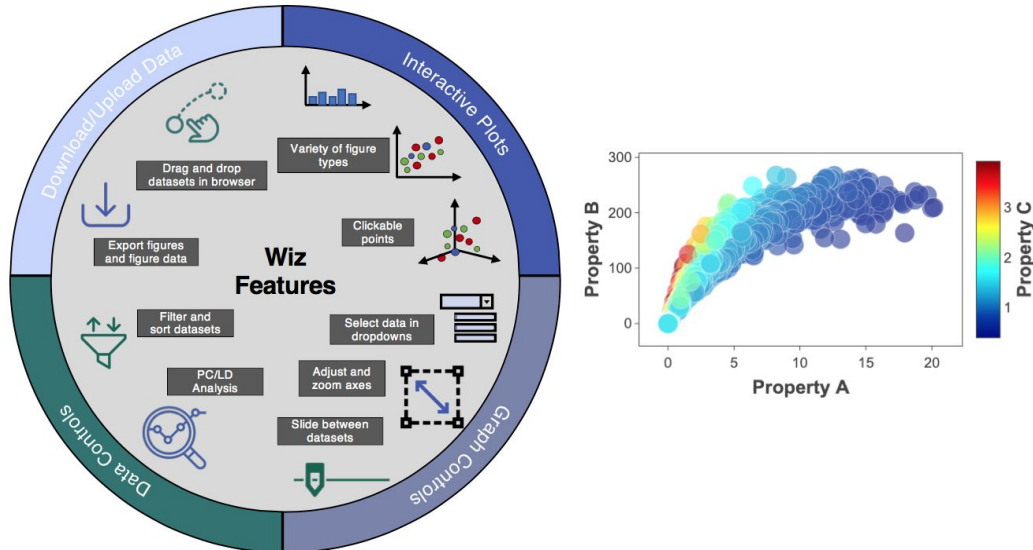 Download/Upload Data
Interactive Plots
Variety of figure
types
Drag and drop
datasets in browser
Clickable
points
Export figures
and figure data
Wiz
Features
Filter and
sort datasets
Select data in
dropdowns
PC/LD
Analysis
Adjust and
zoom axes
Slide between
datasets
Data Controls
Graph Controls
300
200
100
0
Property B
0
5
10
15
20
Property A
3
2
1
Property C